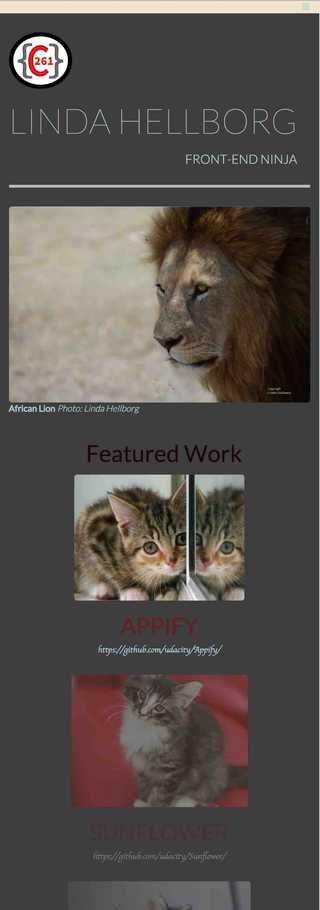 {C261}
LINDA HELLBORG
FRONT-END NINJA
African Lion Photo: Linda Hellborg
Featured Work
APPIFY
https://github.com/udacity/Appify/
SUNFLOWER
https://github.com/udacity/Sunflower/